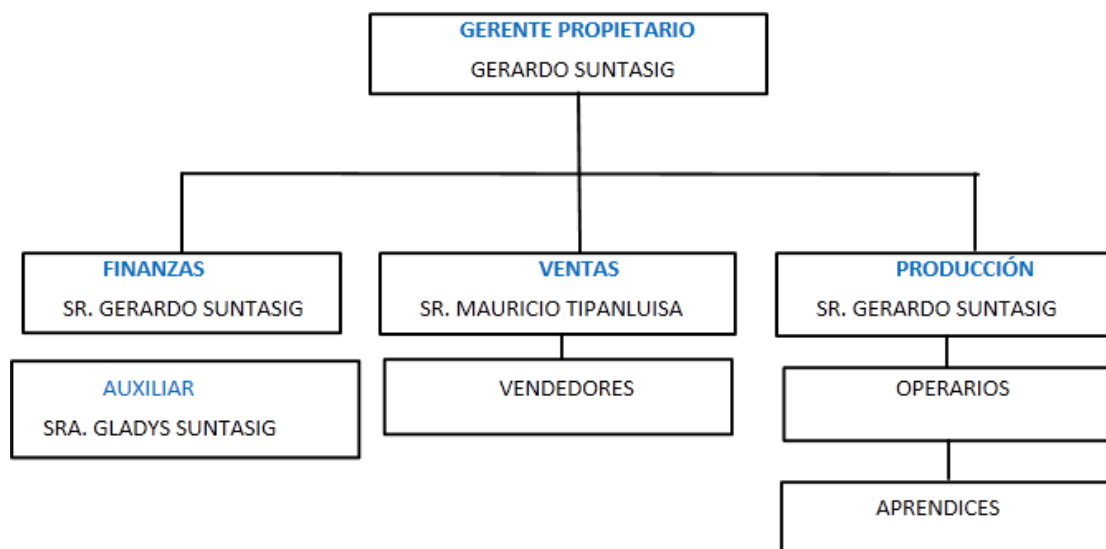 GERENTE PROPIETARIO
GERARDO SUNTASIG
FINANZAS
SR. GERARDO SUNTASIG
VENTAS
SR. MAURICIO TIPANLUISA
PRODUCCIÓN
SR. GERARDO SUNTASIG
AUXILIAR
SRA. GLADYS SUNTASIG
VENDEDORES
OPERARIOS
APRENDICES